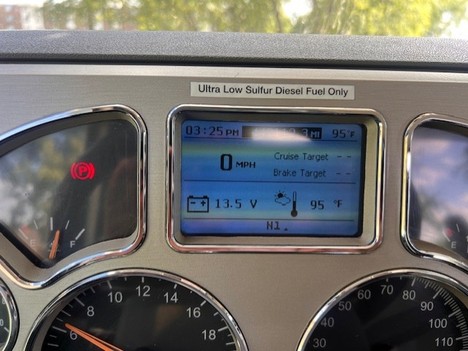 Ultra Low Sulfur Diesel Fuel Only
03:25 PM MI 95°F
0 MPH
Cruise Target - -
Brake Target - -
13.5 V 95 °F
P
E F
E
6 8 10 12 14 16 18
30 40 50 60 70 80 90 100 110